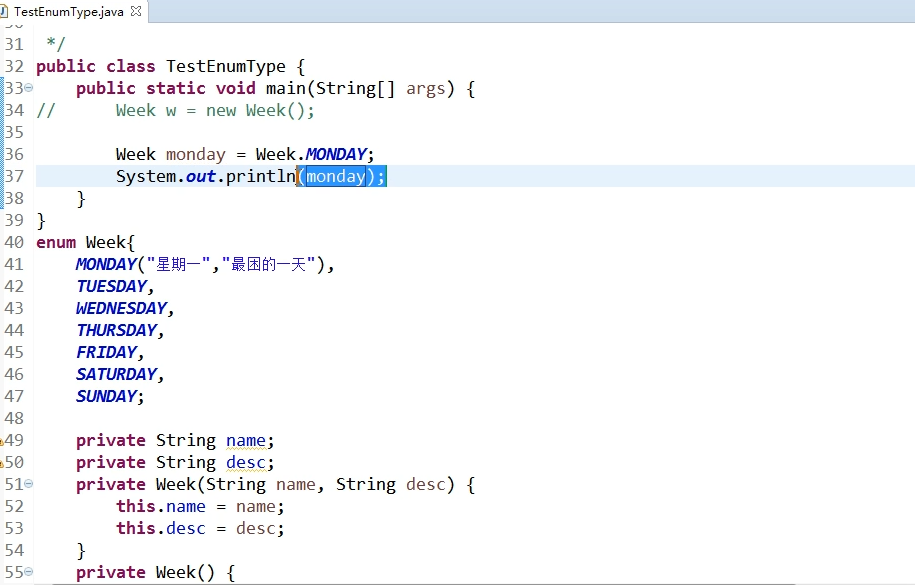 TestEnumType.java
31 */
32 public class TestEnumType {
33 public static void main(String[] args) {
34 // Week w = new Week();
35
36 Week monday = Week.MONDAY;
37 System.out.println(monday);
38 }
39 }
40 enum Week{
41 MONDAY("星期一","最困的一天"),
42 TUESDAY,
43 WEDNESDAY,
44 THURSDAY,
45 FRIDAY,
46 SATURDAY,
47 SUNDAY;
48
49 private String name;
50 private String desc;
51 private Week(String name, String desc) {
52 this.name = name;
53 this.desc = desc;
54 }
55 private Week() {